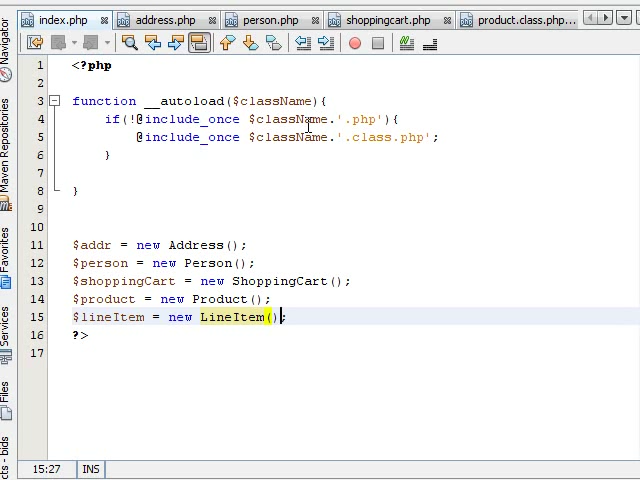 index.php address.php person.php shoppingcart.php product.class.php...
Navigator
Maven Repositories
Favorites
Services
Files
cts - bids
1 <?php
2
3 function __autoload($className){
4 if(!@include_once $className.'.php'){
5 @include_once $className.'.class.php';
6 }
7
8 }
9
10
11 $addr = new Address();
12 $person = new Person();
13 $shoppingCart = new ShoppingCart();
14 $product = new Product();
15 $lineItem = new LineItem();
16 ?>
17
15:27 INS